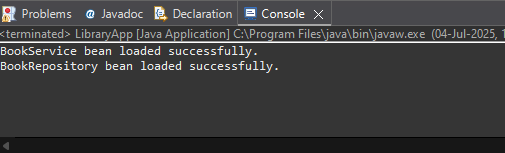 Problems Javadoc Declaration Console
<terminated> LibraryApp [Java Application] C:\Program Files\java\bin\javaw.exe (04-Jul-2025, 1
BookService bean loaded successfully.
BookRepository bean loaded successfully.